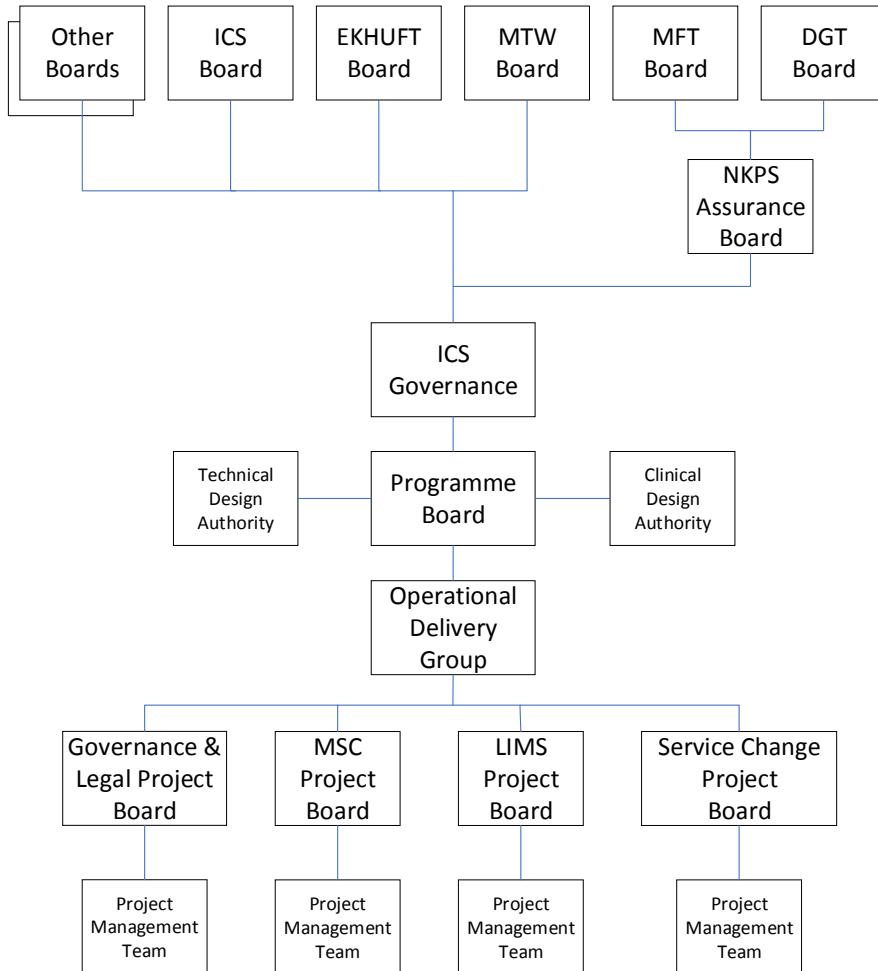 Other
Boards
ICS
Board
EKHUFT
Board
MTW
Board
MFT
Board
DGT
Board
NKPS
Assurance
Board
ICS
Governance
Technical
Design
Authority
Programme
Board
Clinical
Design
Authority
Operational
Delivery
Group
Governance &
Legal Project
Board
MSC
Project
Board
LIMS
Project
Board
Service Change
Project
Board
Project
Management
Team
Project
Management
Team
Project
Management
Team
Project
Management
Team